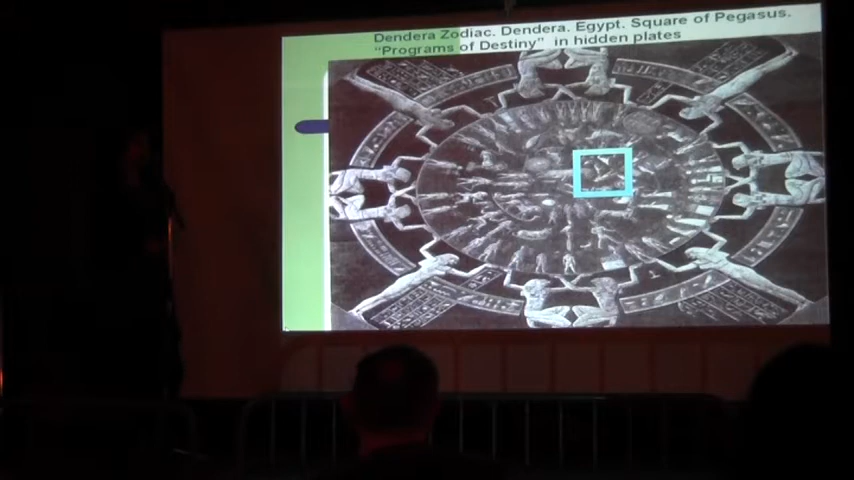 Dendera Zodiac. Dendera. Egypt. Square of Pegasus.
"Programs of Destiny" in hidden plates